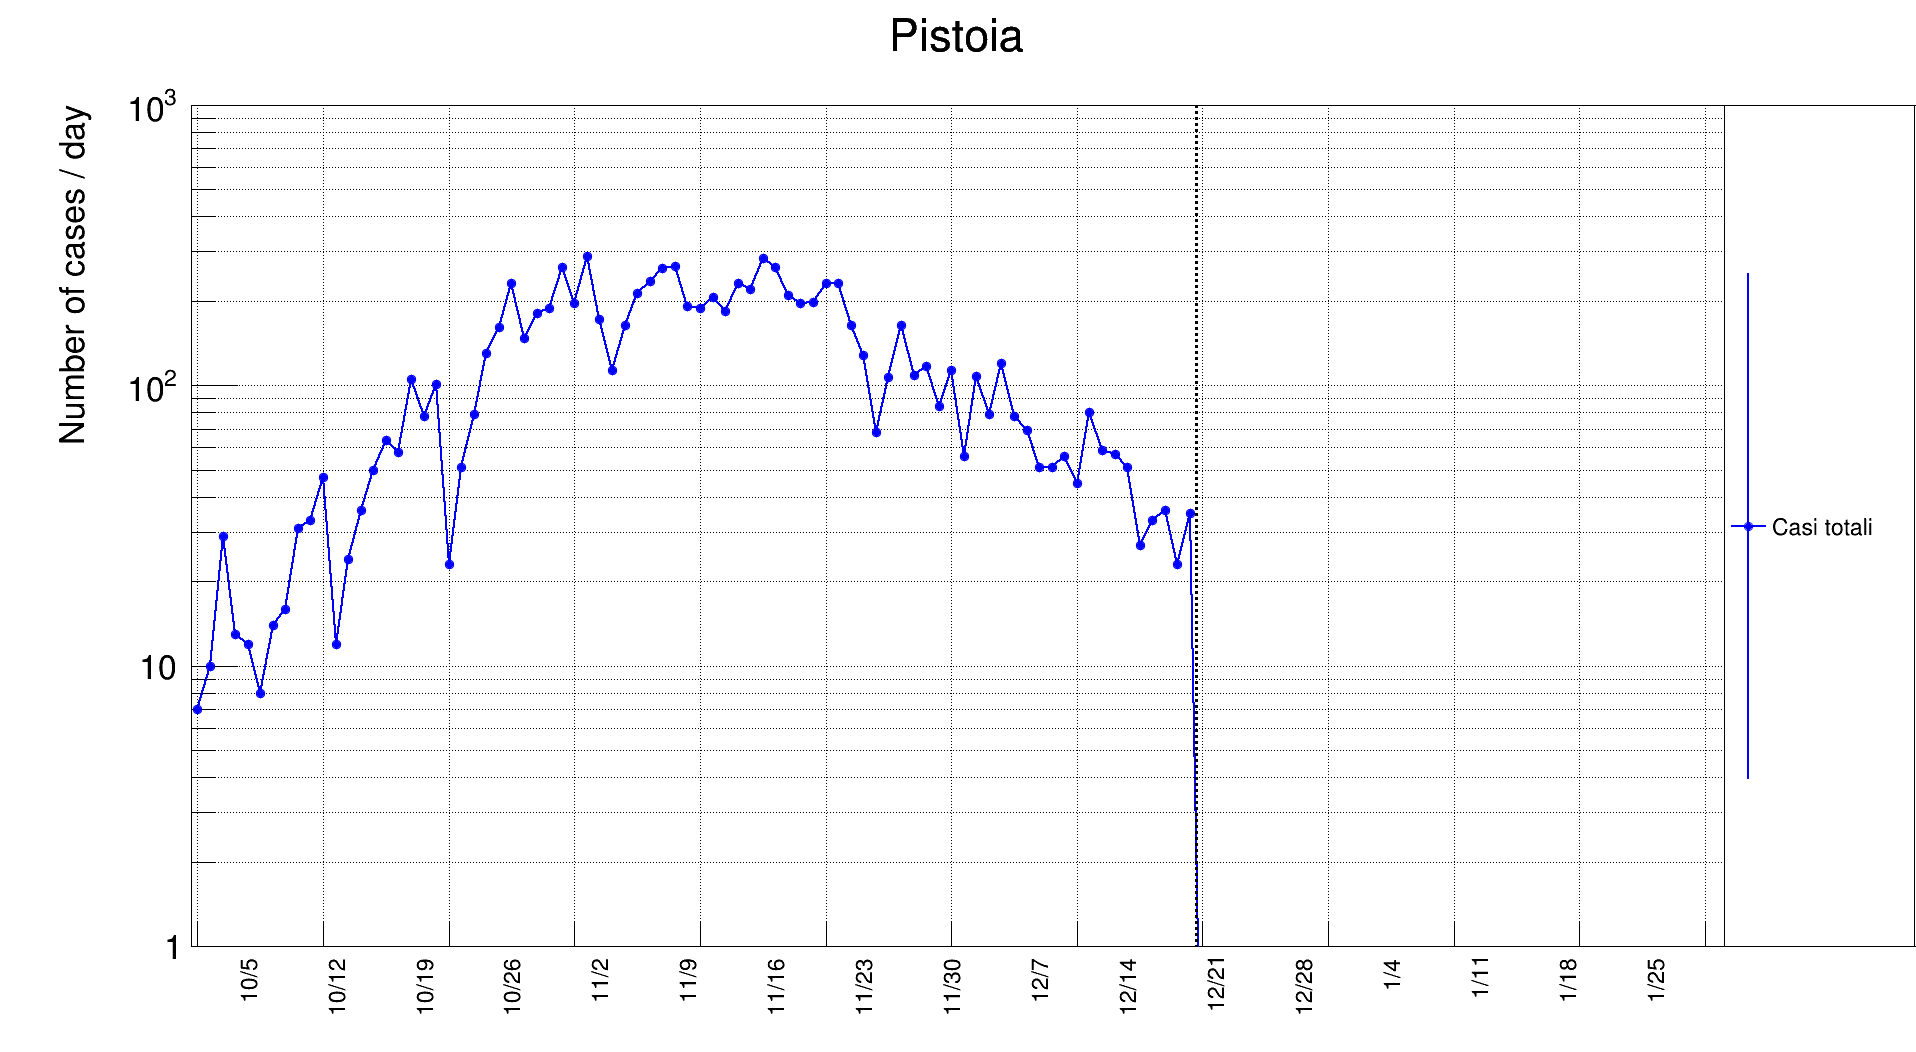 Pistoia
Number of cases / day
10³
10²
10
1
10/5 10/12 10/19 10/26 11/2 11/9 11/16 11/23 11/30 12/7 12/14 12/21 12/28 1/4 1/11 1/18 1/25
Casi totali